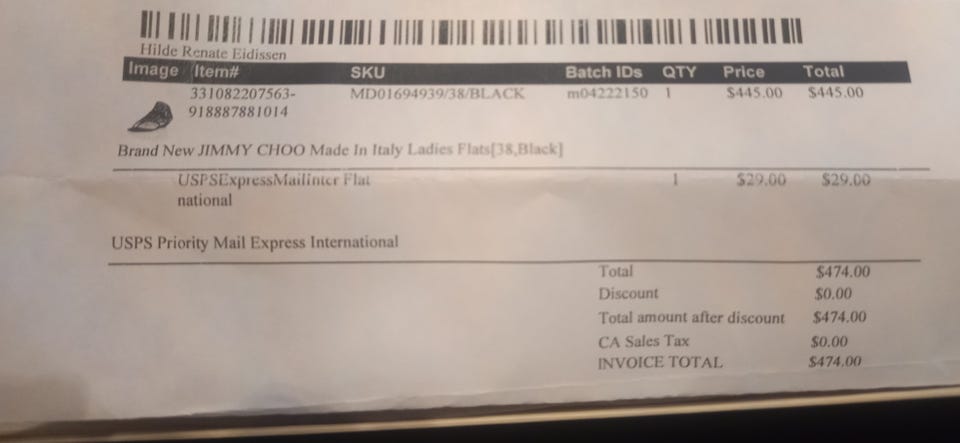 Hilde Renate Eidissen
Image Item# SKU Batch IDs QTY Price Total
331082207563- MD01694939/38/BLACK m04222150 1 $445.00 $445.00
918887881014
Brand New JIMMY CHOO Made In Italy Ladies Flats[38,Black]
USPSExpressMailInter Flat 1 $29.00 $29.00
national
USPS Priority Mail Express International
Total $474.00
Discount $0.00
Total amount after discount $474.00
CA Sales Tax $0.00
INVOICE TOTAL $474.00